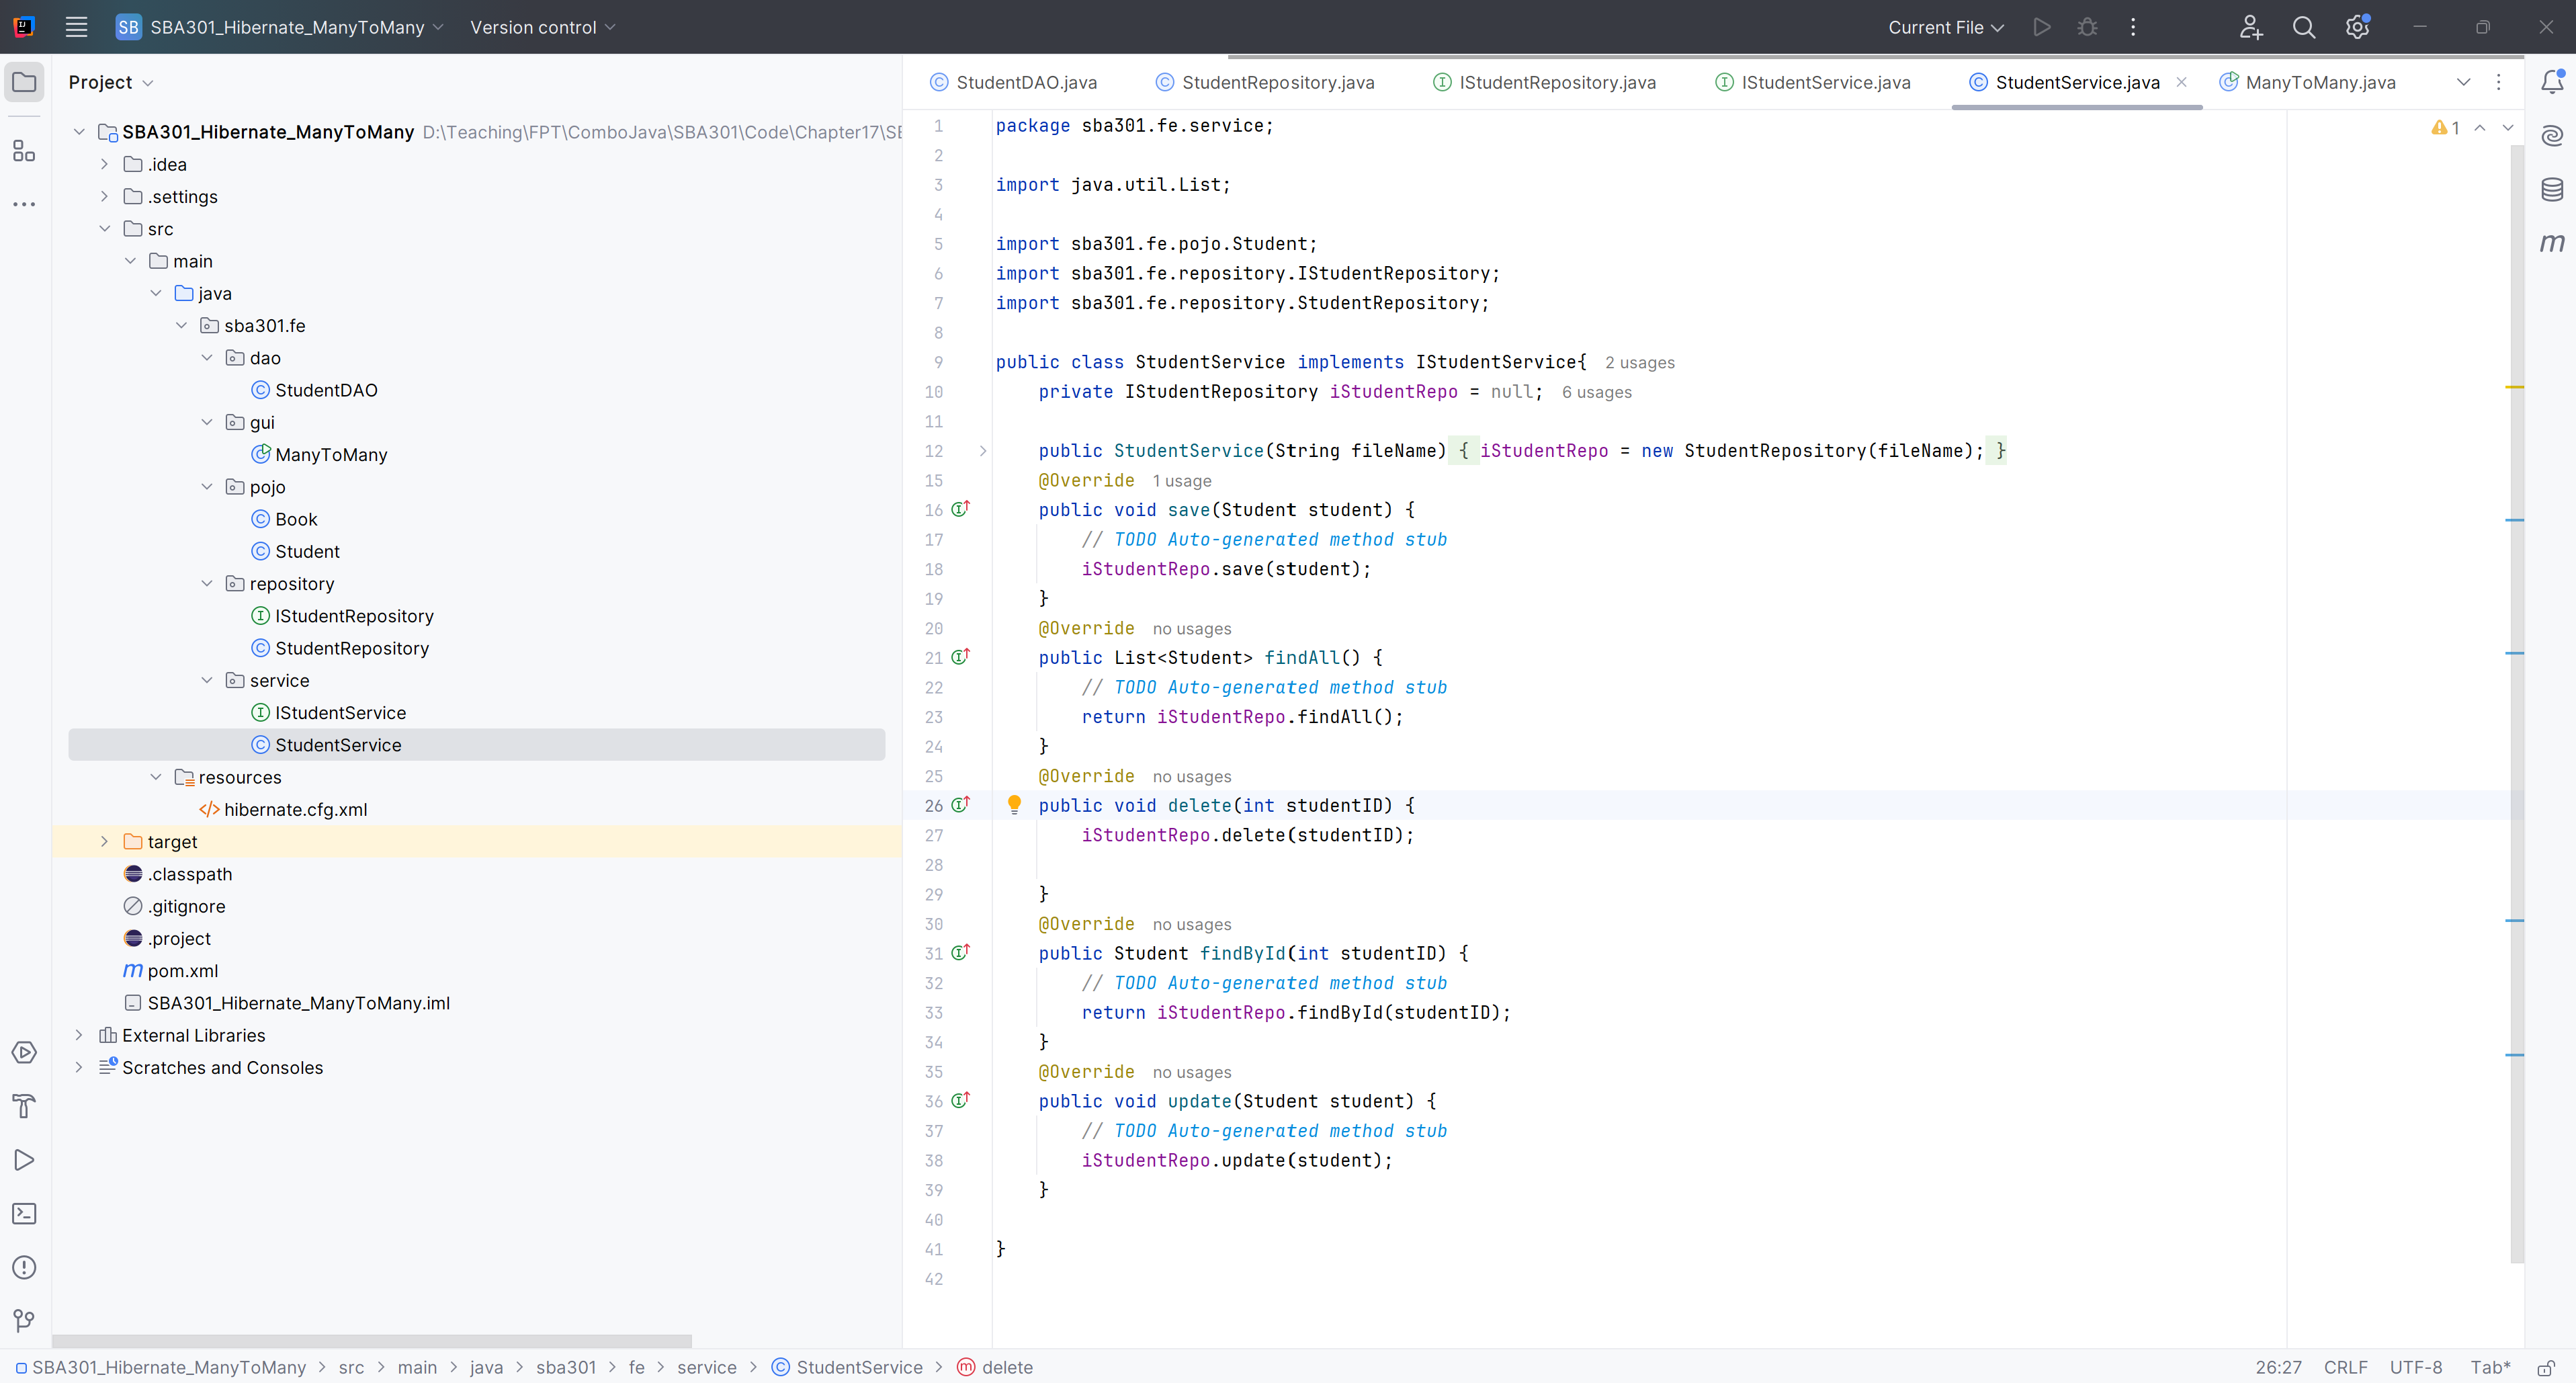 SB SBA301_Hibernate_ManyToMany Version control Current File
Project
SBA301_Hibernate_ManyToMany D:\Teaching\FPT\ComboJava\SBA301\Code\Chapter17\SE
.idea
.settings
src
main
java
sba301.fe
dao
StudentDAO
gui
ManyToMany
pojo
Book
Student
repository
IStudentRepository
StudentRepository
service
IStudentService
StudentService
resources
hibernate.cfg.xml
target
.classpath
.gitignore
.project
pom.xml
SBA301_Hibernate_ManyToMany.iml
External Libraries
Scratches and Consoles
StudentDAO.java StudentRepository.java IStudentRepository.java IStudentService.java StudentService.java ManyToMany.java
1 package sba301.fe.service; 1
2
3 import java.util.List;
4
5 import sba301.fe.pojo.Student;
6 import sba301.fe.repository.IStudentRepository;
7 import sba301.fe.repository.StudentRepository;
8
9 public class StudentService implements IStudentService{ 2 usages
10 private IStudentRepository iStudentRepo = null; 6 usages
11
12 public StudentService(String fileName) { iStudentRepo = new StudentRepository(fileName); }
15 @Override 1 usage
16 public void save(Student student) {
17 // TODO Auto-generated method stub
18 iStudentRepo.save(student);
19 }
20 @Override no usages
21 public List<Student> findAll() {
22 // TODO Auto-generated method stub
23 return iStudentRepo.findAll();
24 }
25 @Override no usages
26 public void delete(int studentID) {
27 iStudentRepo.delete(studentID);
28
29 }
30 @Override no usages
31 public Student findById(int studentID) {
32 // TODO Auto-generated method stub
33 return iStudentRepo.findById(studentID);
34 }
35 @Override no usages
36 public void update(Student student) {
37 // TODO Auto-generated method stub
38 iStudentRepo.update(student);
39 }
40
41 }
42
SBA301_Hibernate_ManyToMany > src > main > java > sba301 > fe > service > StudentService > delete 26:27 CRLF UTF-8 Tab*